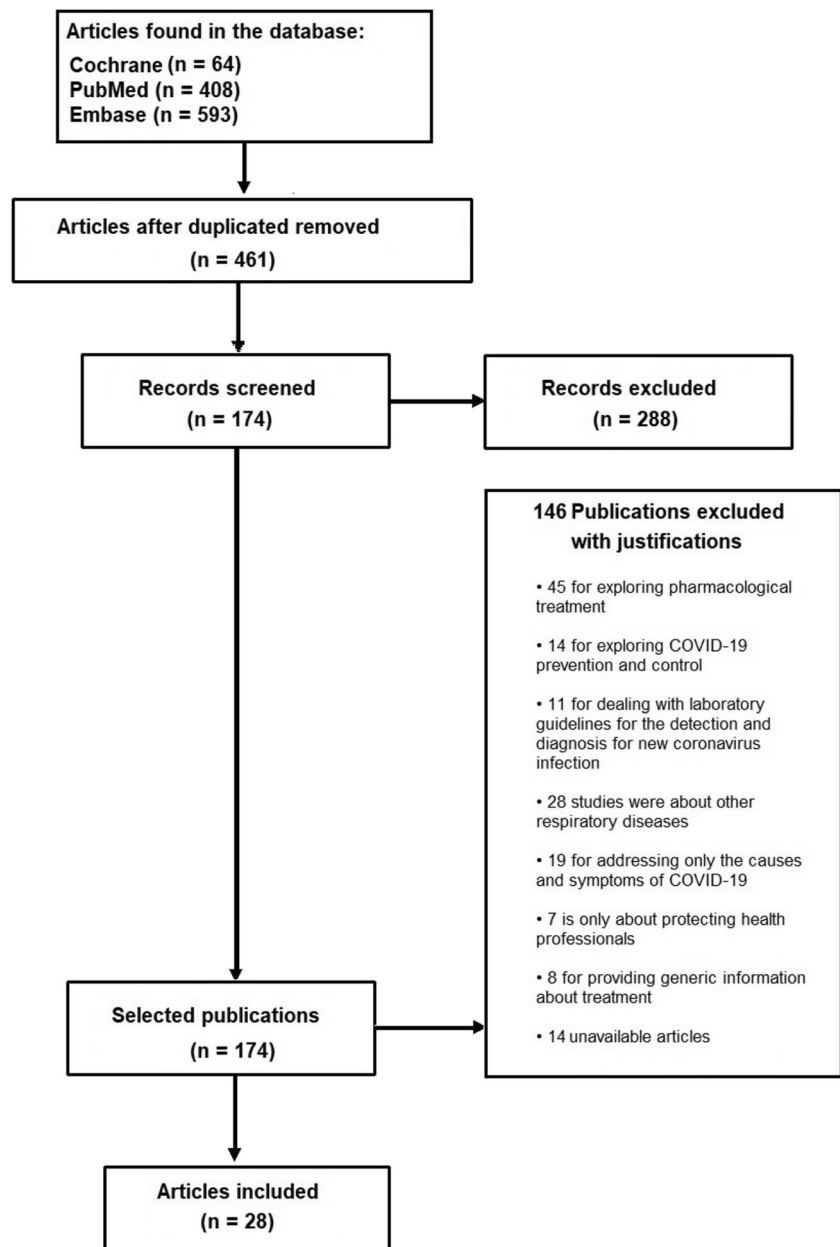 Articles found in the database:
Cochrane (n = 64)
PubMed (n = 408)
Embase (n = 593)
Articles after duplicated removed
(n = 461)
Records screened
(n = 174)
Records excluded
(n = 288)
146 Publications excluded
with justifications
• 45 for exploring pharmacological
treatment
• 14 for exploring COVID-19
prevention and control
• 11 for dealing with laboratory
guidelines for the detection and
diagnosis for new coronavirus
infection
• 28 studies were about other
respiratory diseases
• 19 for addressing only the causes
and symptoms of COVID-19
• 7 is only about protecting health
professionals
• 8 for providing generic information
about treatment
• 14 unavailable articles
Selected publications
(n = 174)
Articles included
(n = 28)